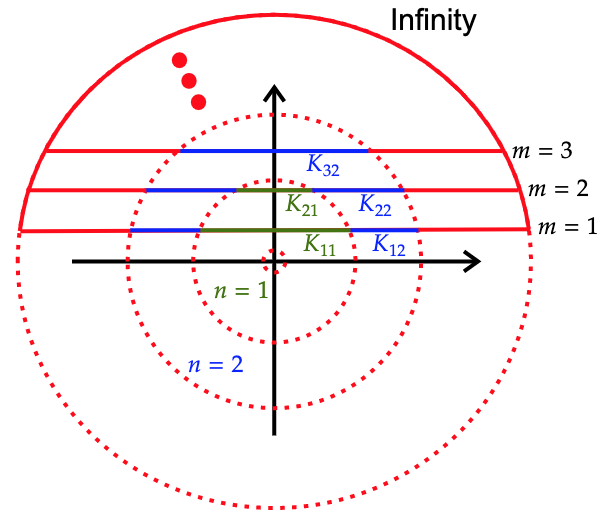 Infinity
m = 3
K32
m = 2
K21 K22
m = 1
K11 K12
n = 1
n = 2